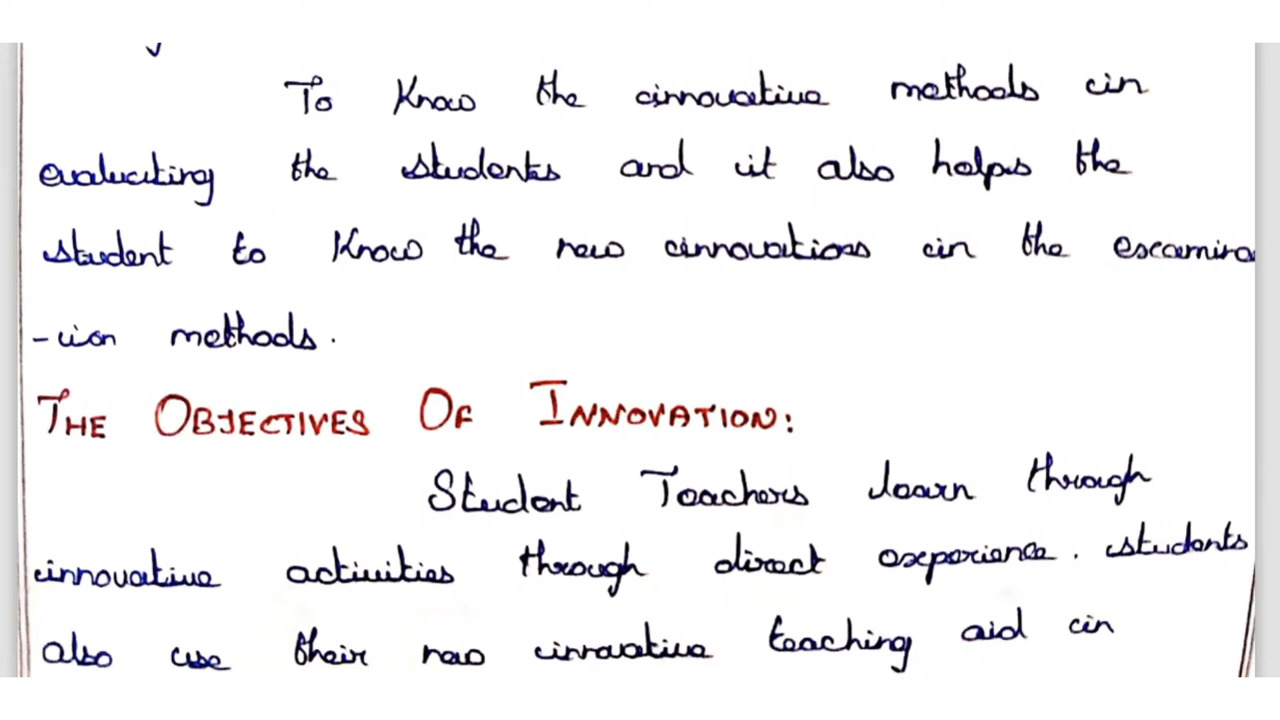 To Know the innovative methods in
evaluating the students and it also helps the
student to Know the new innovations in the examina
-tion methods.
THE OBJECTIVES OF INNOVATION:
Student Teachers learn through
innovative activities through direct experience. students
also use their new innovative teaching aid in